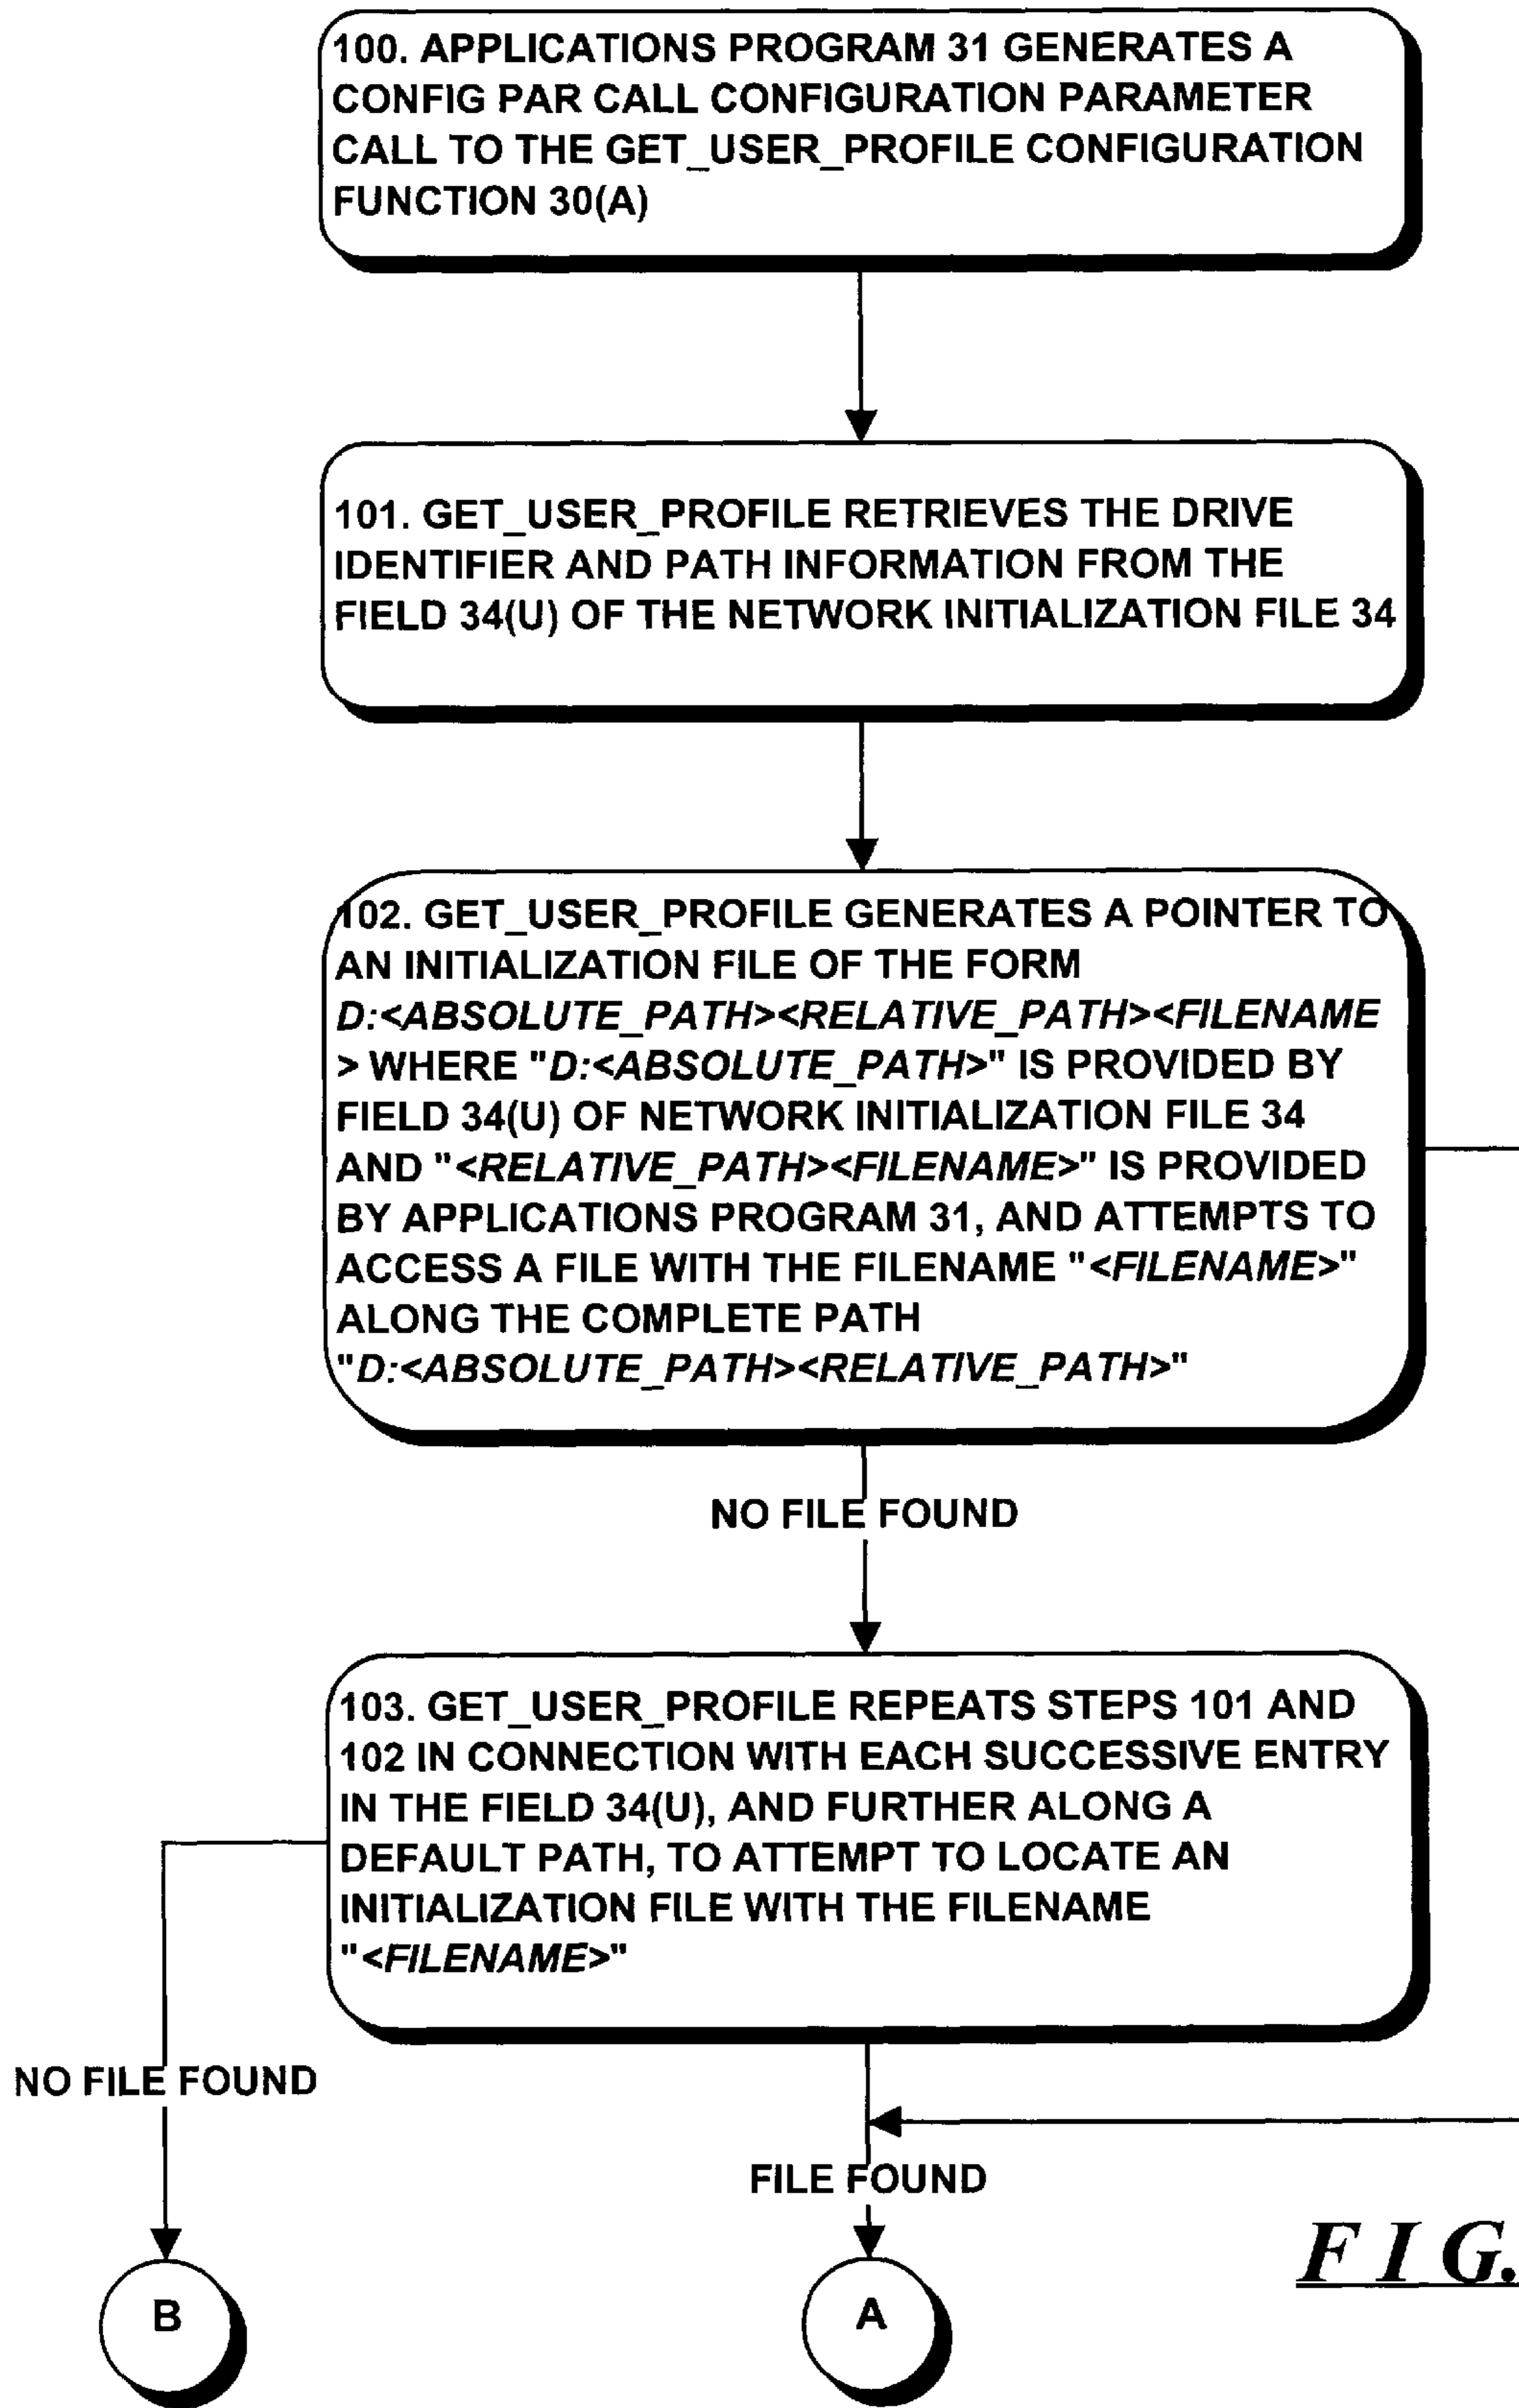 100. APPLICATIONS PROGRAM 31 GENERATES A
CONFIG PAR CALL CONFIGURATION PARAMETER
CALL TO THE GET_USER_PROFILE CONFIGURATION
FUNCTION 30(A)
101. GET_USER_PROFILE RETRIEVES THE DRIVE
IDENTIFIER AND PATH INFORMATION FROM THE
FIELD 34(U) OF THE NETWORK INITIALIZATION FILE 34
102. GET_USER_PROFILE GENERATES A POINTER TO
AN INITIALIZATION FILE OF THE FORM
D:<ABSOLUTE_PATH><RELATIVE_PATH><FILENAME
> WHERE "D:<ABSOLUTE_PATH>" IS PROVIDED BY
FIELD 34(U) OF NETWORK INITIALIZATION FILE 34
AND "<RELATIVE_PATH><FILENAME>" IS PROVIDED
BY APPLICATIONS PROGRAM 31, AND ATTEMPTS TO
ACCESS A FILE WITH THE FILENAME "<FILENAME>"
ALONG THE COMPLETE PATH
"D:<ABSOLUTE_PATH><RELATIVE_PATH>"
NO FILE FOUND
103. GET_USER_PROFILE REPEATS STEPS 101 AND
102 IN CONNECTION WITH EACH SUCCESSIVE ENTRY
IN THE FIELD 34(U), AND FURTHER ALONG A
DEFAULT PATH, TO ATTEMPT TO LOCATE AN
INITIALIZATION FILE WITH THE FILENAME
"<FILENAME>"
NO FILE FOUND
FILE FOUND
F I G.
B
A